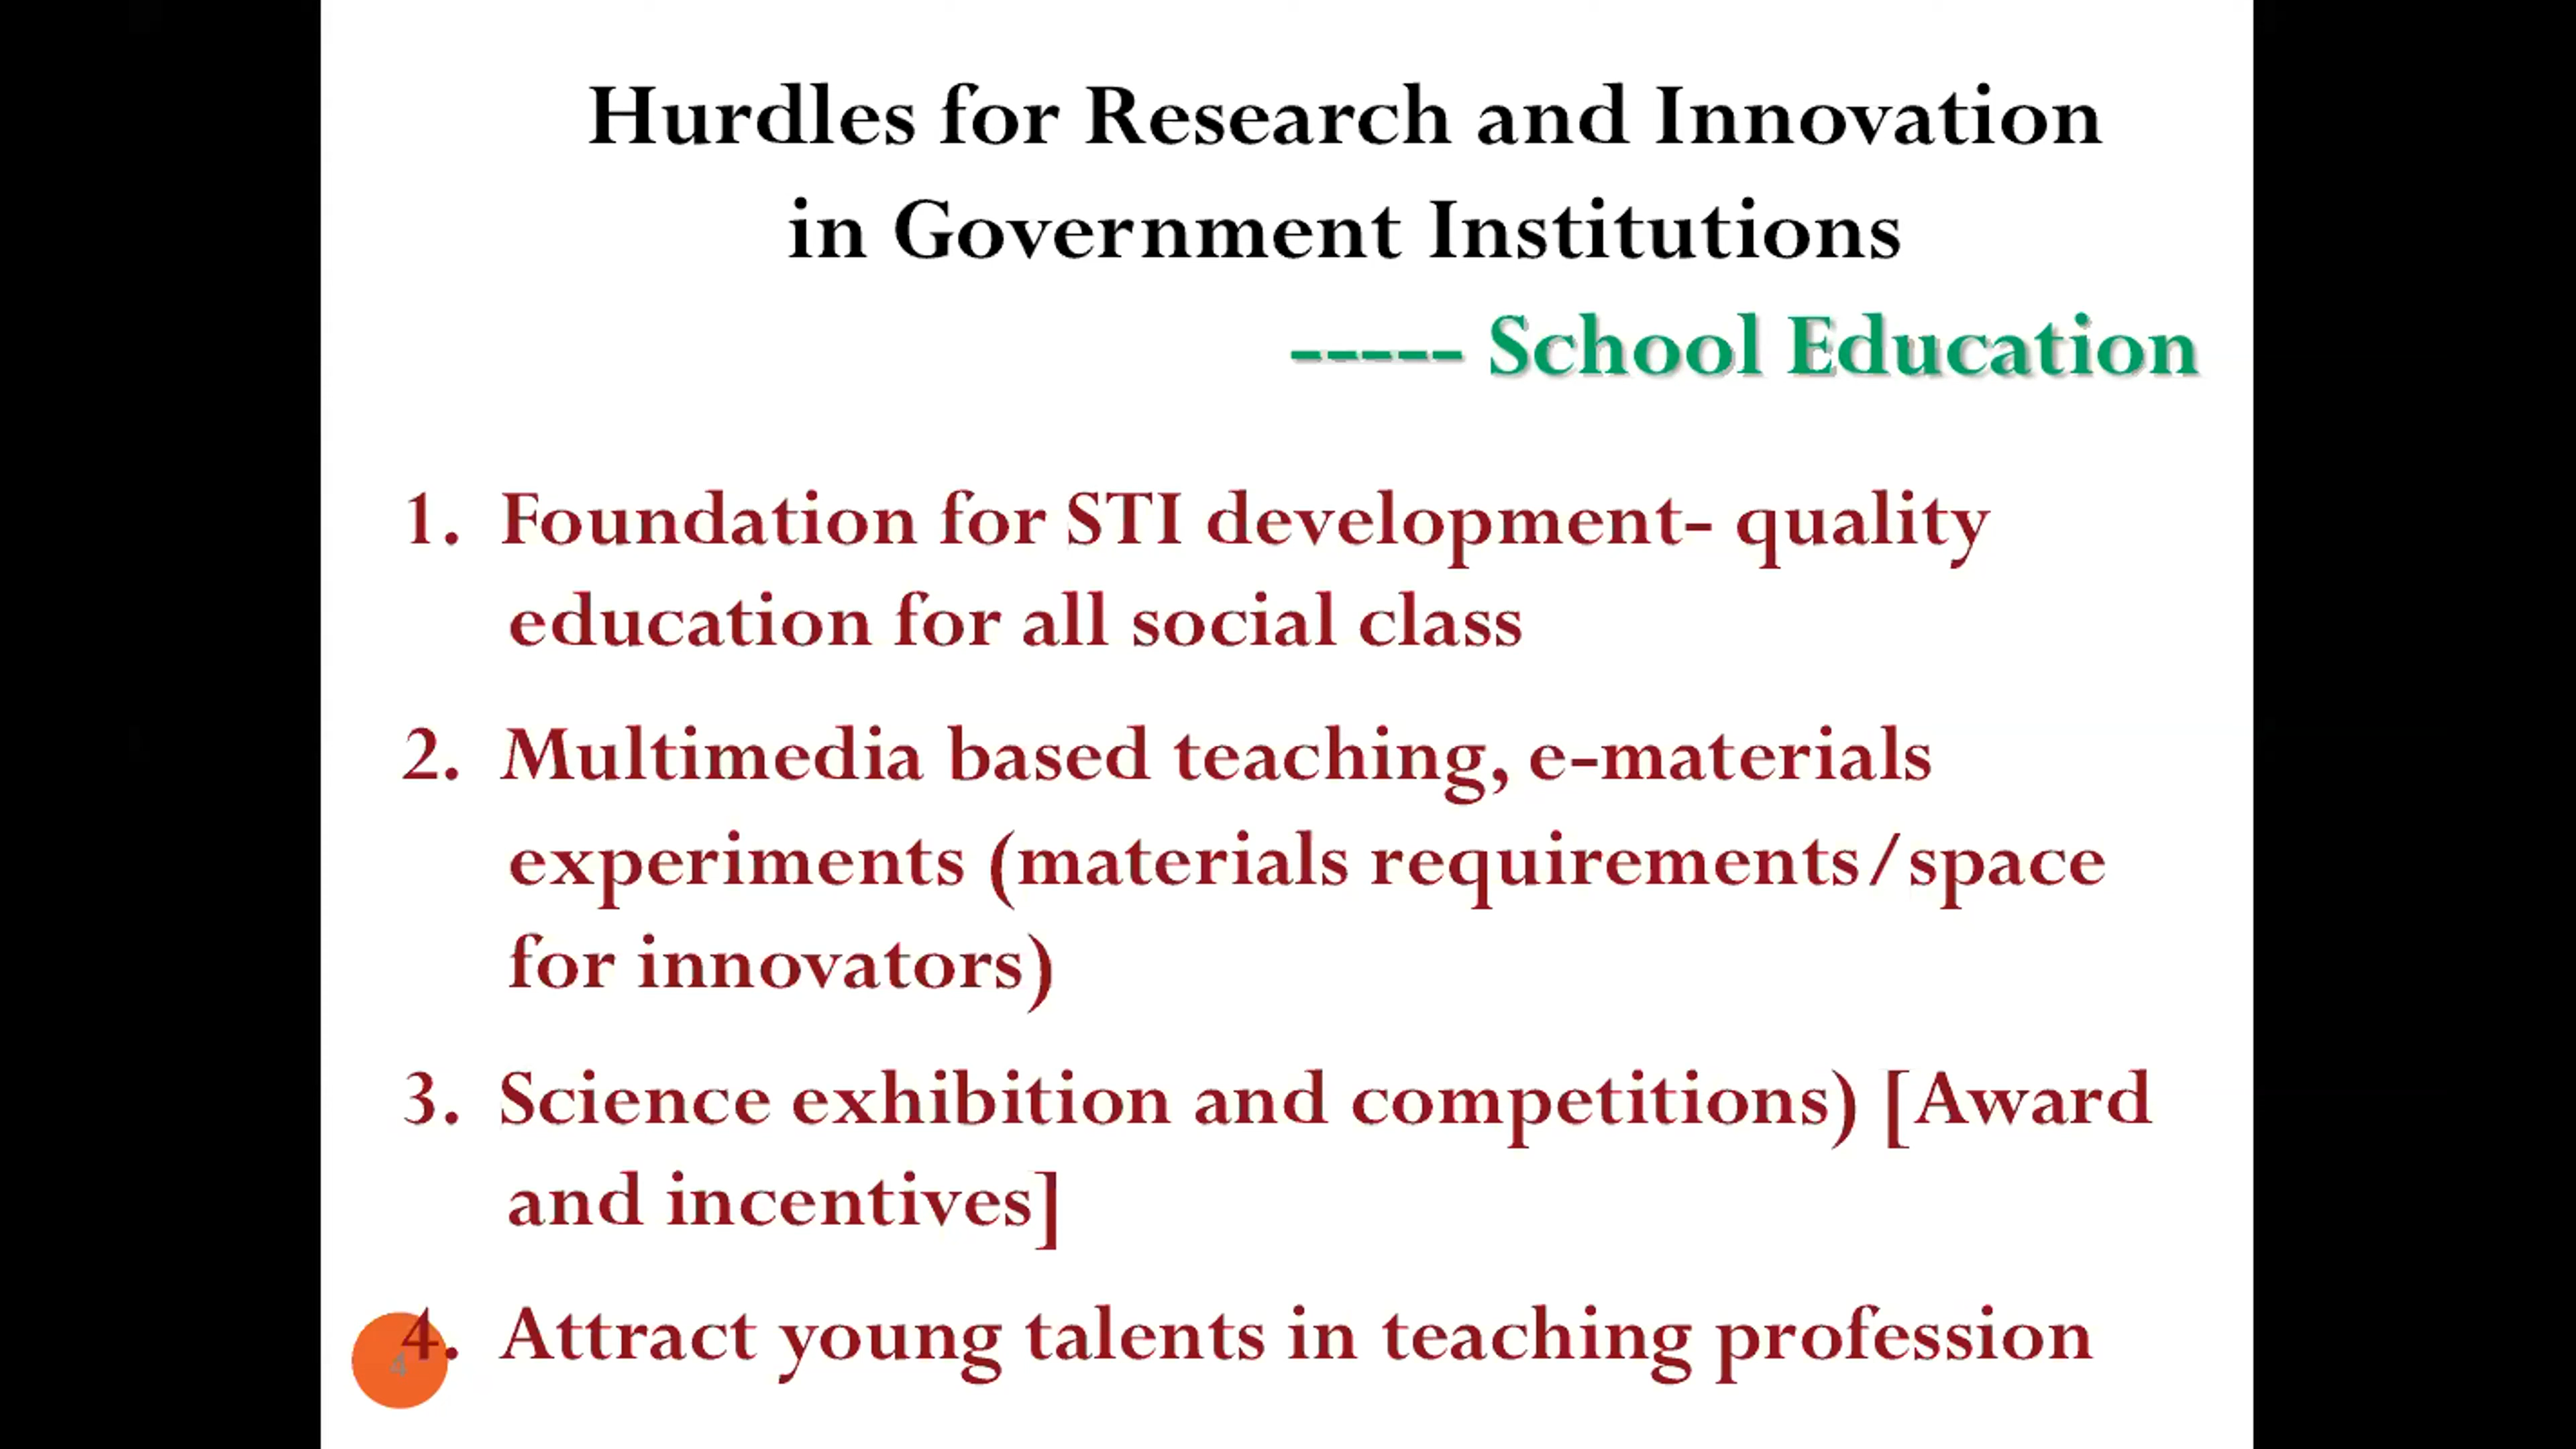 Hurdles for Research and Innovation
in Government Institutions
----- School Education
1. Foundation for STI development- quality
education for all social class
2. Multimedia based teaching, e-materials
experiments (materials requirements/space
for innovators)
3. Science exhibition and competitions) [Award
and incentives]
4. Attract young talents in teaching profession
4